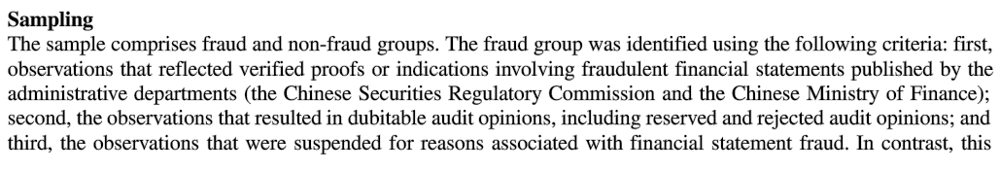 Sampling
The sample comprises fraud and non-fraud groups. The fraud group was identified using the following criteria: first,
observations that reflected verified proofs or indications involving fraudulent financial statements published by the
administrative departments (the Chinese Securities Regulatory Commission and the Chinese Ministry of Finance);
second, the observations that resulted in dubitable audit opinions, including reserved and rejected audit opinions; and
third, the observations that were suspended for reasons associated with financial statement fraud. In contrast, this